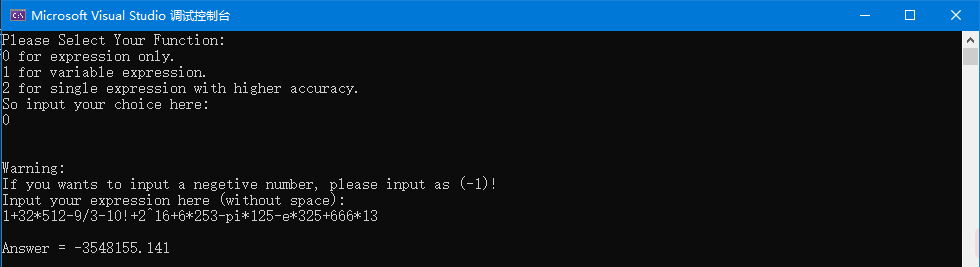 Microsoft Visual Studio 调试控制台
Please Select Your Function:
0 for expression only.
1 for variable expression.
2 for single expression with higher accuracy.
So input your choice here:
0
Warning:
If you wants to input a negetive number, please input as (-1)!
Input your expression here (without space):
1+32*512-9/3-10!+2^16+6*253-pi*125-e*325+666*13
Answer = -3548155.141